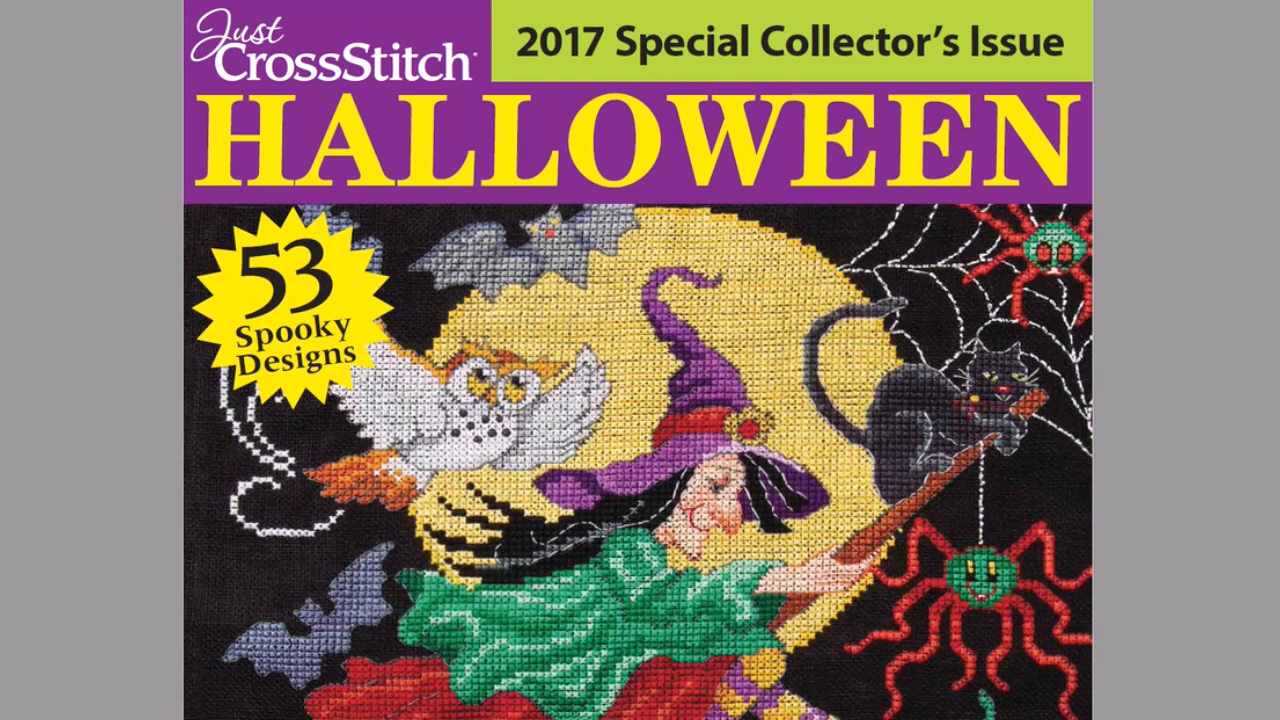 Just
CrossStitch
2017 Special Collector's Issue
HALLOWEEN
53
Spooky
Designs